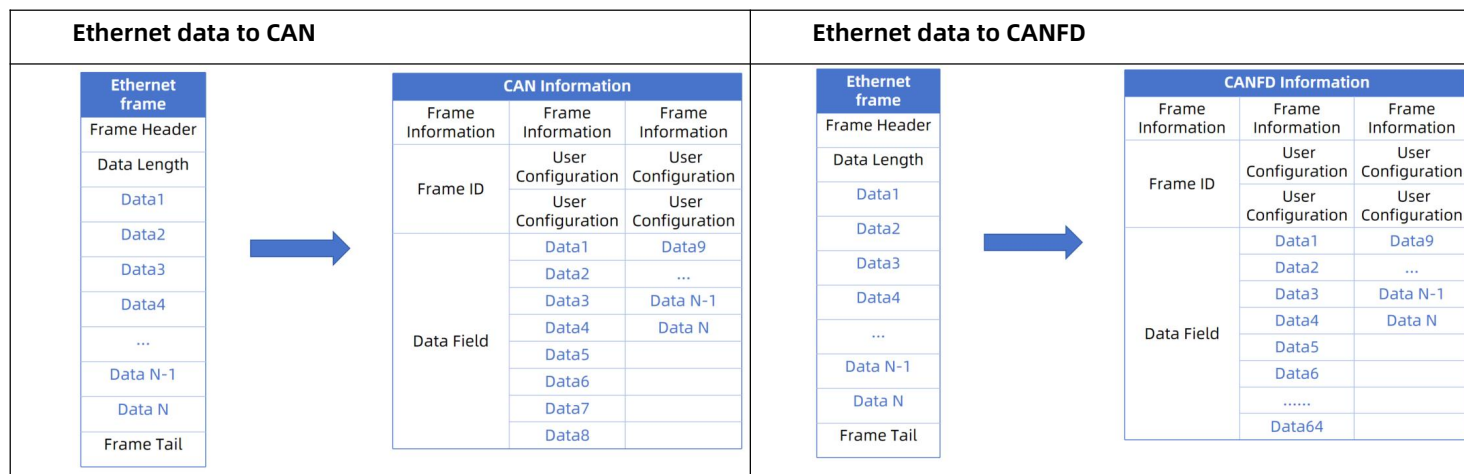 Ethernet data to CAN
Ethernet data to CANFD
Ethernet
frame
Frame Header
Data Length
Data1
Data2
Data3
Data4
...
Data N-1
Data N
Frame Tail
CAN Information
Frame
Information
Frame
Information
Frame
Information
Frame ID
User
Configuration
User
Configuration
User
Configuration
User
Configuration
Data Field
Data1
Data9
Data2
...
Data3
Data N-1
Data4
Data N
Data5
Data6
Data7
Data8
Ethernet
frame
Frame Header
Data Length
Data1
Data2
Data3
Data4
...
Data N-1
Data N
Frame Tail
CANFD Information
Frame
Information
Frame
Information
Frame
Information
Frame ID
User
Configuration
User
Configuration
User
Configuration
User
Configuration
Data Field
Data1
Data9
Data2
...
Data3
Data N-1
Data4
Data N
Data5
Data6
......
Data64